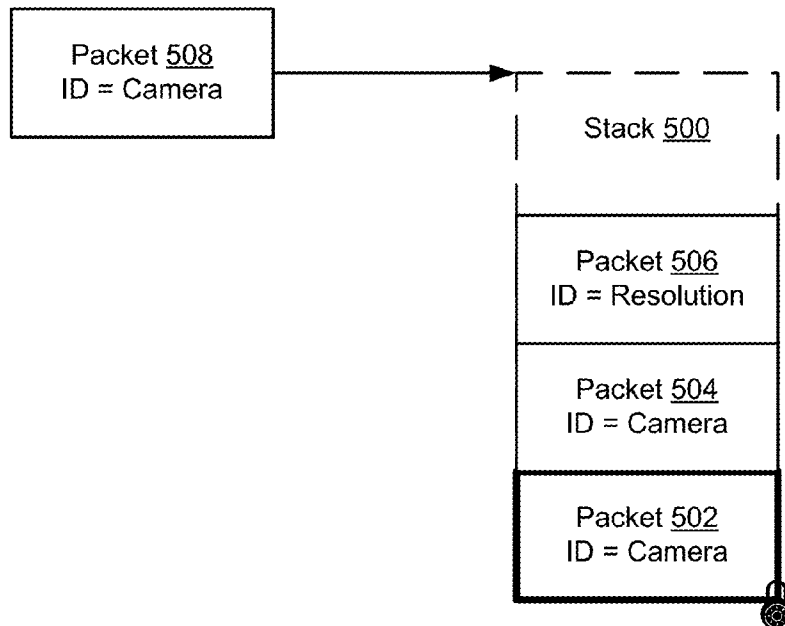 Packet 508
ID = Camera
Stack 500
Packet 506
ID = Resolution
Packet 504
ID = Camera
Packet 502
ID = Camera